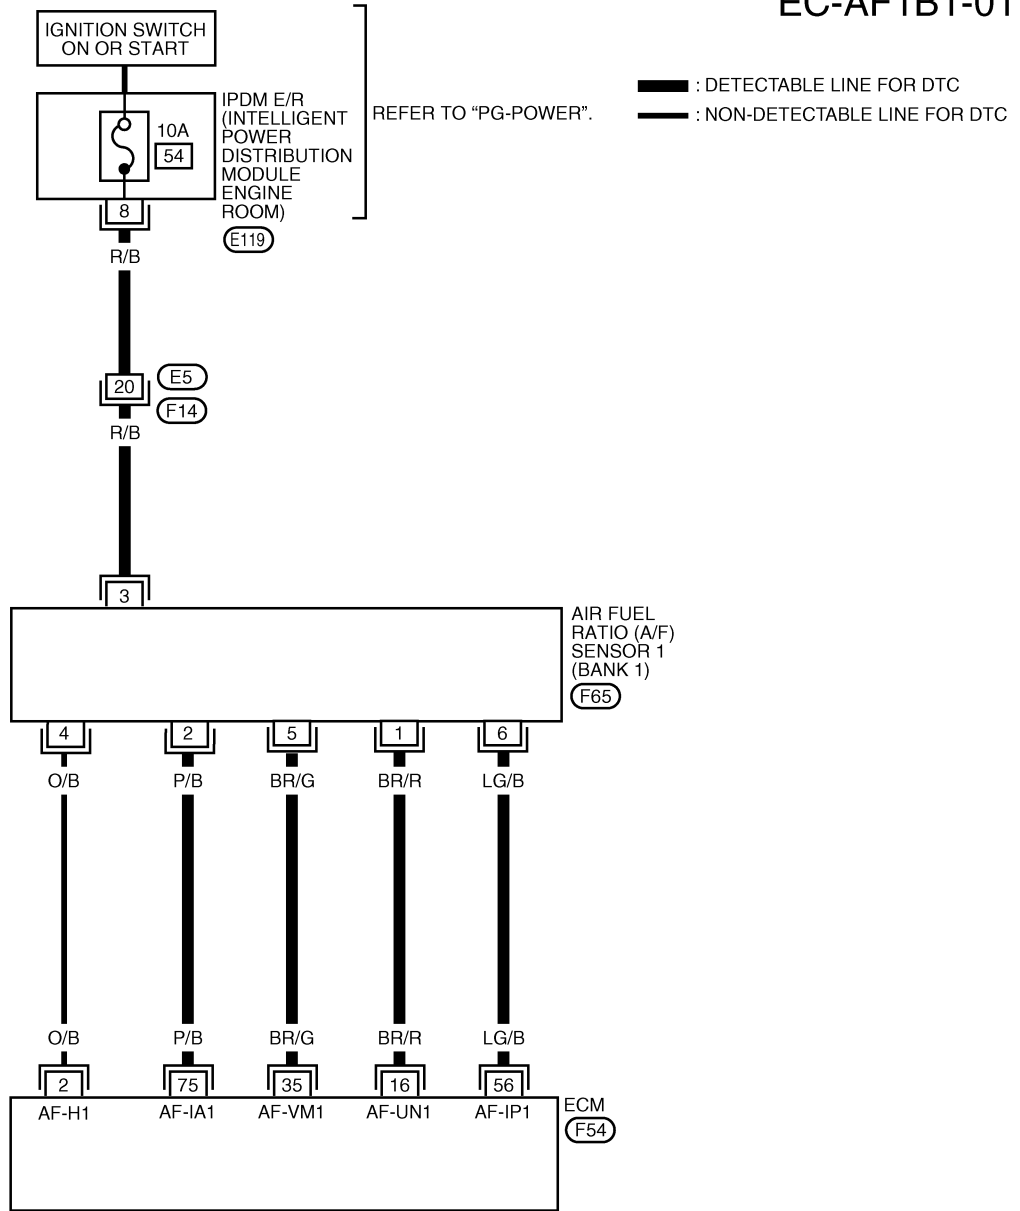 EC-AF1B1-01
IGNITION SWITCH
ON OR START
: DETECTABLE LINE FOR DTC
: NON-DETECTABLE LINE FOR DTC
IPDM E/R
(INTELLIGENT
POWER
DISTRIBUTION
MODULE
ENGINE
ROOM)
E119
REFER TO “PG-POWER”.
10A
54
8
R/B
20
E5
F14
R/B
3
AIR FUEL
RATIO (A/F)
SENSOR 1
(BANK 1)
F65
4 2 5 1 6
O/B P/B BR/G BR/R LG/B
O/B P/B BR/G BR/R LG/B
2 75 35 16 56
AF-H1 AF-IA1 AF-VM1 AF-UN1 AF-IP1
ECM
F54